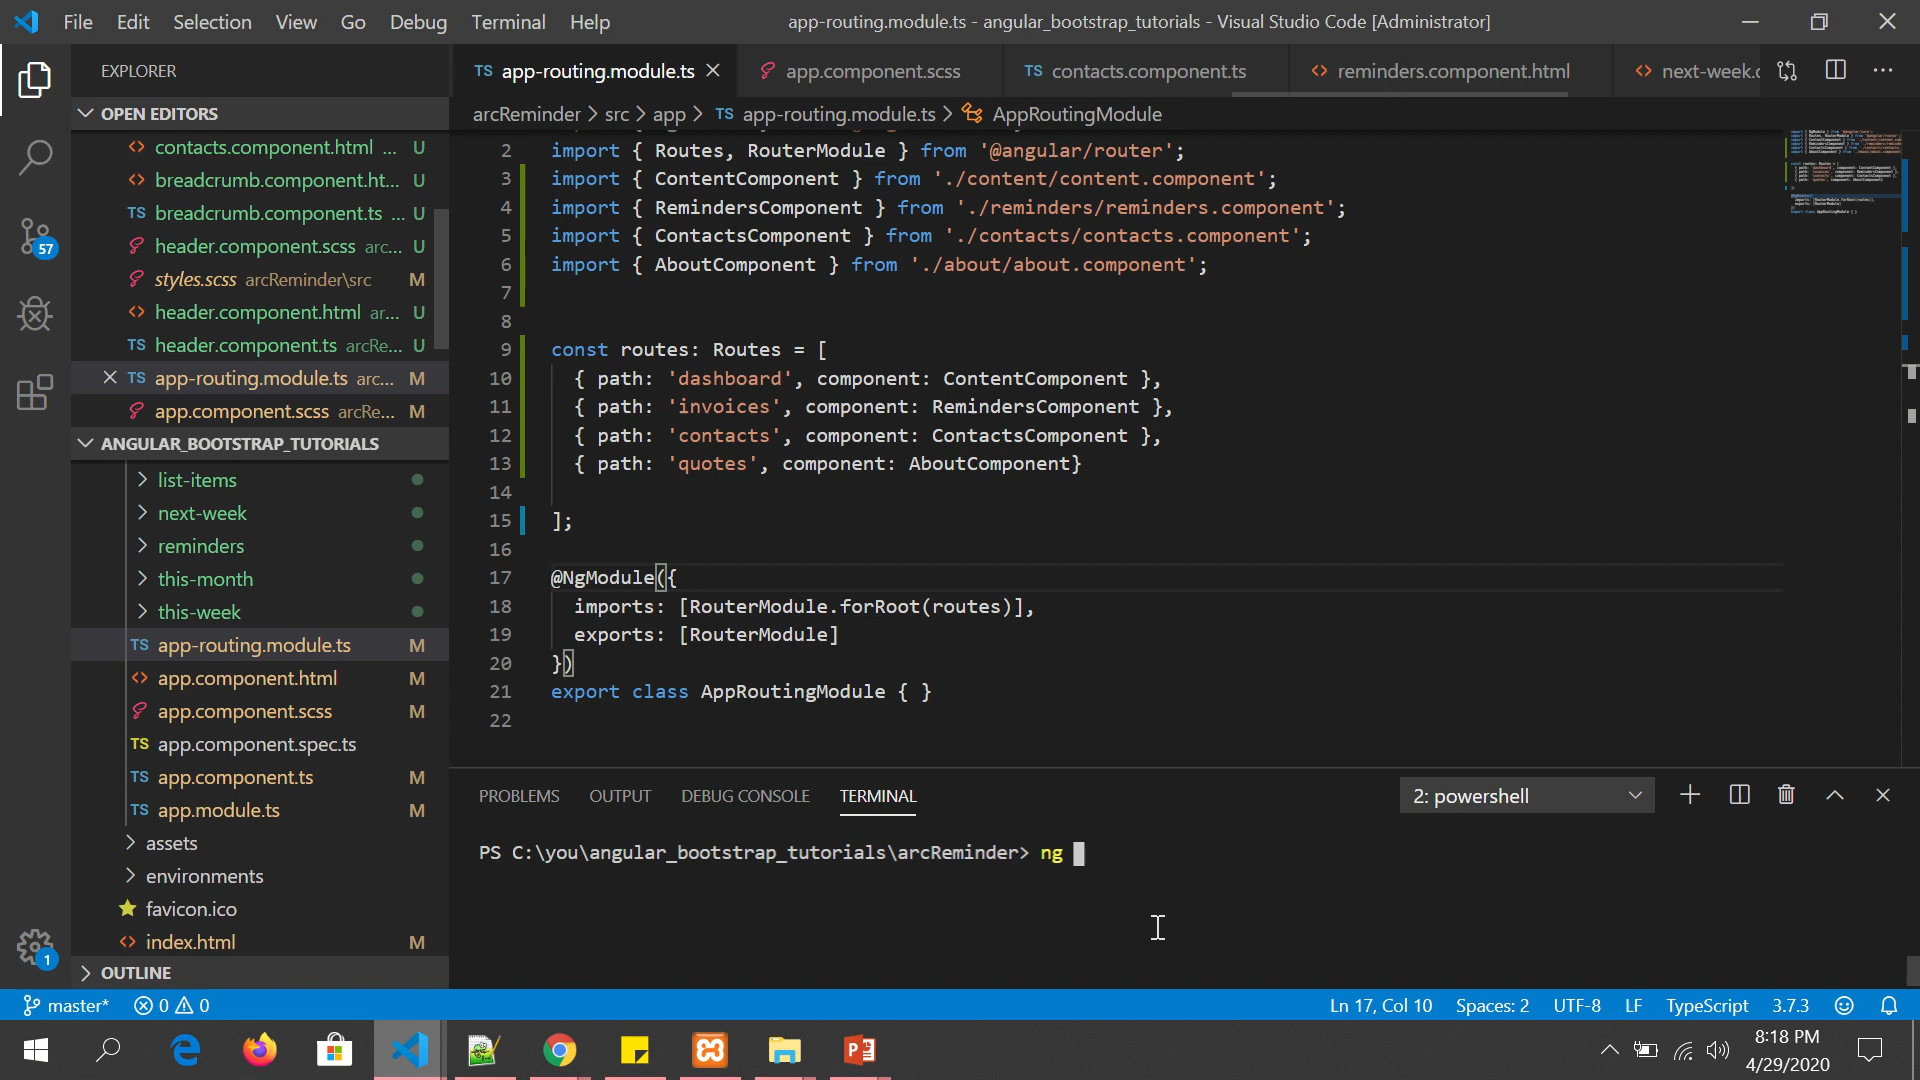 File Edit Selection View Go Debug Terminal Help
app-routing.module.ts - angular_bootstrap_tutorials - Visual Studio Code [Administrator]
EXPLORER
OPEN EDITORS
contacts.component.html ... U
breadcrumb.component.ht... U
breadcrumb.component.ts ... U
header.component.scss arc... U
styles.scss arcReminder\src M
header.component.html ar... U
TS header.component.ts arcRe... U
TS app-routing.module.ts arc... M
app.component.scss arcRe... M
ANGULAR_BOOTSTRAP_TUTORIALS
list-items
next-week
reminders
this-month
this-week
TS app-routing.module.ts M
app.component.html M
app.component.scss M
TS app.component.spec.ts
TS app.component.ts M
TS app.module.ts M
assets
environments
favicon.ico
index.html M
OUTLINE
57
1
TS app-routing.module.ts
app.component.scss
TS contacts.component.ts
reminders.component.html
next-week.c
arcReminder > src > app > TS app-routing.module.ts > AppRoutingModule
2 import { Routes, RouterModule } from '@angular/router';
3 import { ContentComponent } from './content/content.component';
4 import { RemindersComponent } from './reminders/reminders.component';
5 import { ContactsComponent } from './contacts/contacts.component';
6 import { AboutComponent } from './about/about.component';
7
8
9 const routes: Routes = [
10 { path: 'dashboard', component: ContentComponent },
11 { path: 'invoices', component: RemindersComponent },
12 { path: 'contacts', component: ContactsComponent },
13 { path: 'quotes', component: AboutComponent}
14
15 ];
16
17 @NgModule({
18 imports: [RouterModule.forRoot(routes)],
19 exports: [RouterModule]
20 })
21 export class AppRoutingModule { }
22
PROBLEMS OUTPUT DEBUG CONSOLE TERMINAL
2: powershell
PS C:\you\angular_bootstrap_tutorials\arcReminder> ng
master* 0 0
Ln 17, Col 10 Spaces: 2 UTF-8 LF TypeScript 3.7.3
8:18 PM
4/29/2020